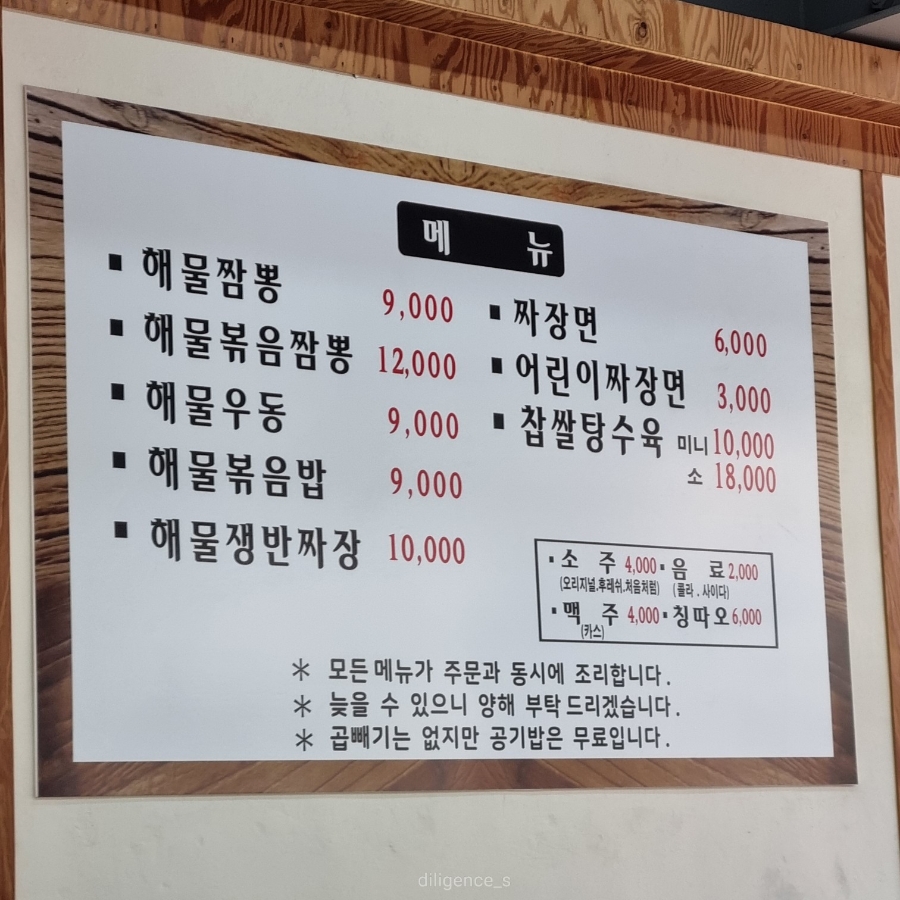 메 뉴
▪ 해물짬뽕 9,000
▪ 해물볶음짬뽕 12,000
▪ 해물우동 9,000
▪ 해물볶음밥 9,000
▪ 해물쟁반짜장 10,000
▪ 짜장면 6,000
▪ 어린이짜장면 3,000
▪ 찹쌀탕수육 미니 10,000
소 18,000
▪ 소 주 4,000 ▪ 음 료 2,000
(오리지널.후레쉬.처음처럼) (콜라 . 사이다)
▪ 맥 주 4,000 ▪ 칭따오 6,000
(카스)
* 모든메뉴가 주문과 동시에 조리합니다.
* 늦을 수 있으니 양해 부탁드리겠습니다.
* 곱빼기는 없지만 공기밥은 무료입니다.
diligence_s